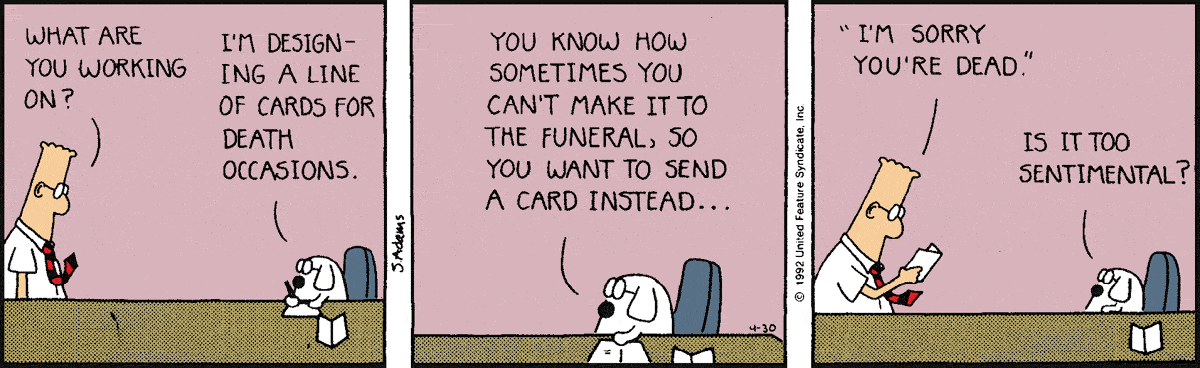 WHAT ARE
YOU WORKING
ON?
I'M DESIGN-
ING A LINE
OF CARDS FOR
DEATH
OCCASIONS.
S.Adams
YOU KNOW HOW
SOMETIMES YOU
CAN'T MAKE IT TO
THE FUNERAL, SO
YOU WANT TO SEND
A CARD INSTEAD...
4-30
© 1992 United Feature Syndicate, Inc.
"I'M SORRY
YOU'RE DEAD."
IS IT TOO
SENTIMENTAL?